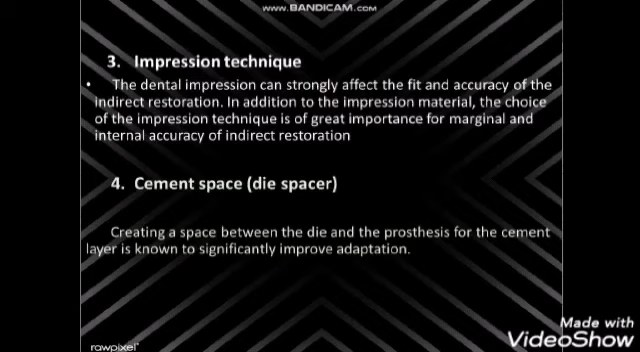 www.BANDICAM.com
3. Impression technique
• The dental impression can strongly affect the fit and accuracy of the
indirect restoration. In addition to the impression material, the choice
of the impression technique is of great importance for marginal and
internal accuracy of indirect restoration
4. Cement space (die spacer)
Creating a space between the die and the prosthesis for the cement
layer is known to significantly improve adaptation.
Made with
VideoShow
rawpixel